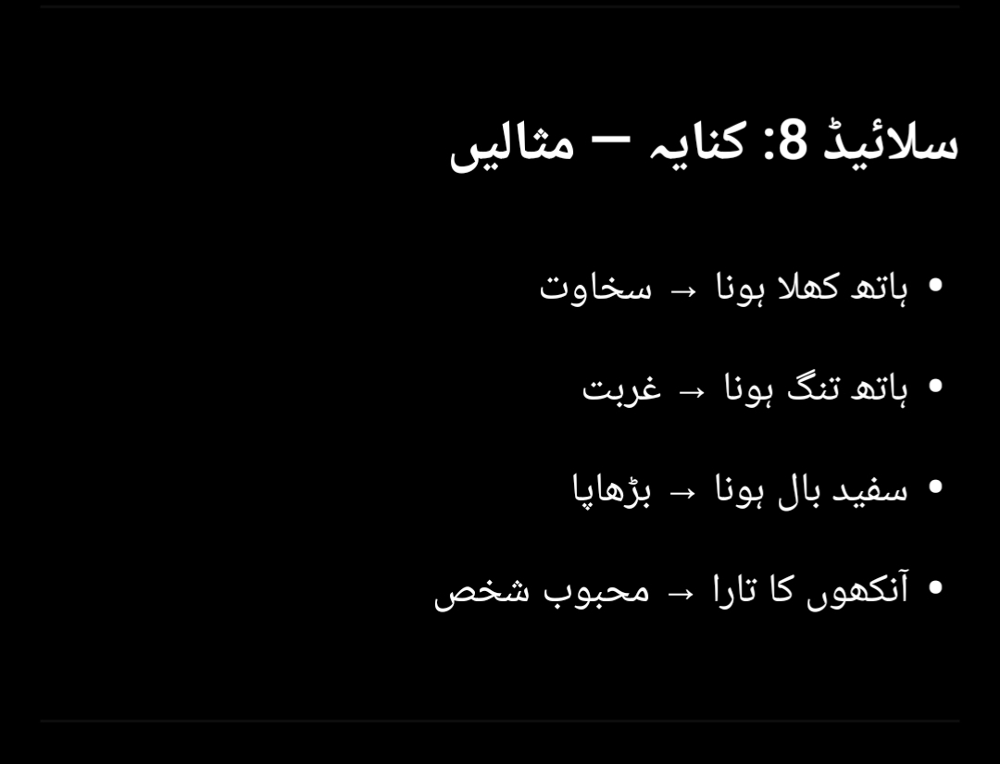 سلائیڈ 8: کنایہ — مثالیں
• ہاتھ کھلا ہونا → سخاوت
• ہاتھ تنگ ہونا → غربت
• سفید بال ہونا → بڑھاپا
• آنکھوں کا تارا → محبوب شخص